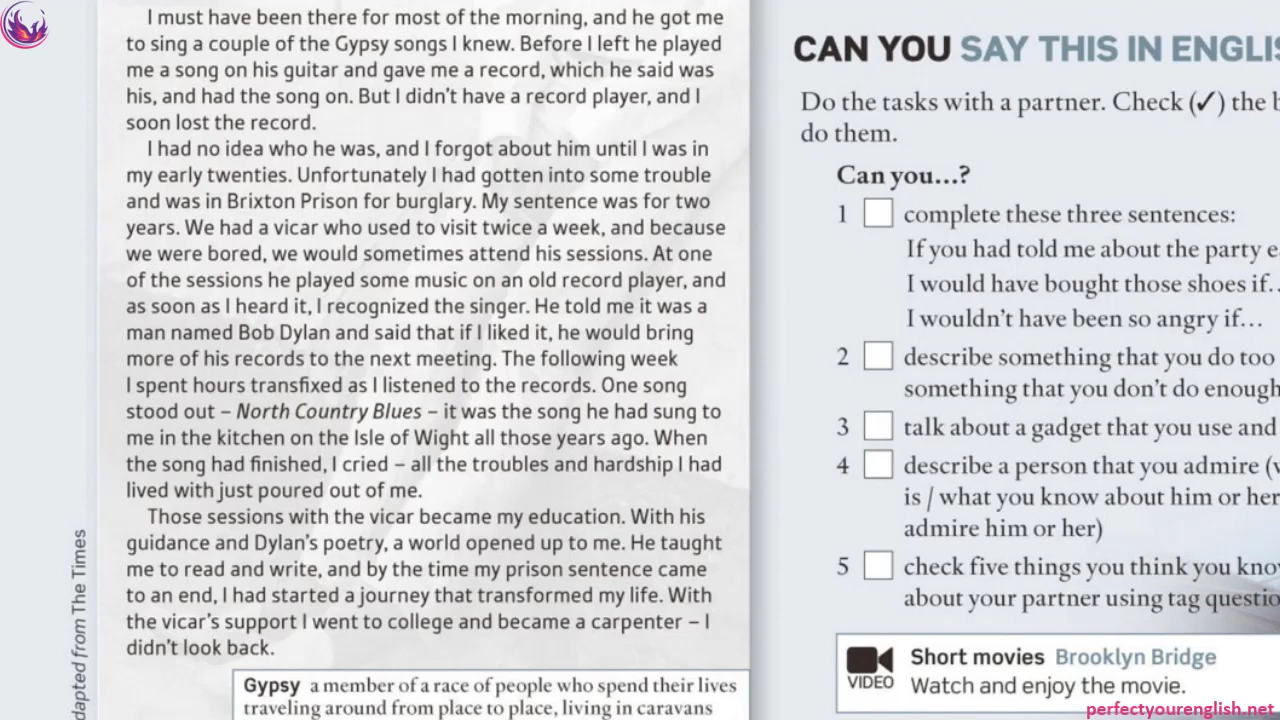 I must have been there for most of the morning, and he got me
to sing a couple of the Gypsy songs I knew. Before I left he played
me a song on his guitar and gave me a record, which he said was
his, and had the song on. But I didn't have a record player, and I
soon lost the record.
I had no idea who he was, and I forgot about him until I was in
my early twenties. Unfortunately I had gotten into some trouble
and was in Brixton Prison for burglary. My sentence was for two
years. We had a vicar who used to visit twice a week, and because
we were bored, we would sometimes attend his sessions. At one
of the sessions he played some music on an old record player, and
as soon as I heard it, I recognized the singer. He told me it was a
man named Bob Dylan and said that if I liked it, he would bring
more of his records to the next meeting. The following week
I spent hours transfixed as I listened to the records. One song
stood out – North Country Blues – it was the song he had sung to
me in the kitchen on the Isle of Wight all those years ago. When
the song had finished, I cried – all the troubles and hardship I had
lived with just poured out of me.
Those sessions with the vicar became my education. With his
guidance and Dylan's poetry, a world opened up to me. He taught
me to read and write, and by the time my prison sentence came
to an end, I had started a journey that transformed my life. With
the vicar's support I went to college and became a carpenter – I
didn't look back.
Gypsy a member of a race of people who spend their lives
traveling around from place to place, living in caravans
from The Times
CAN YOU SAY THIS IN
Do the tasks with a partner. Check (✓) the
do them.
Can you...?
1 complete these three sentences:
If you had told me about the party
I would have bought those shoes if...
I wouldn't have been so angry if...
2 describe something that you do too
something that you don't do enough
3 talk about a gadget that you use and
4 describe a person that you admire
is / what you know about him or her
admire him or her)
5 check five things you think you
about your partner using tag
VIDEO
Short movies Brooklyn Bridge
Watch and enjoy the movie.
perfectyourenglish.net